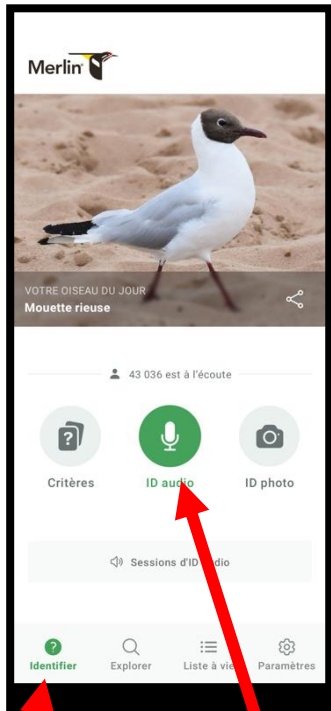 Merlin
VOTRE OISEAU DU JOUR
Mouette rieuse
43 036 est à l'écoute
Critères ID audio ID photo
Sessions d'ID audio
Identifier Explorer Liste à vie Paramètres